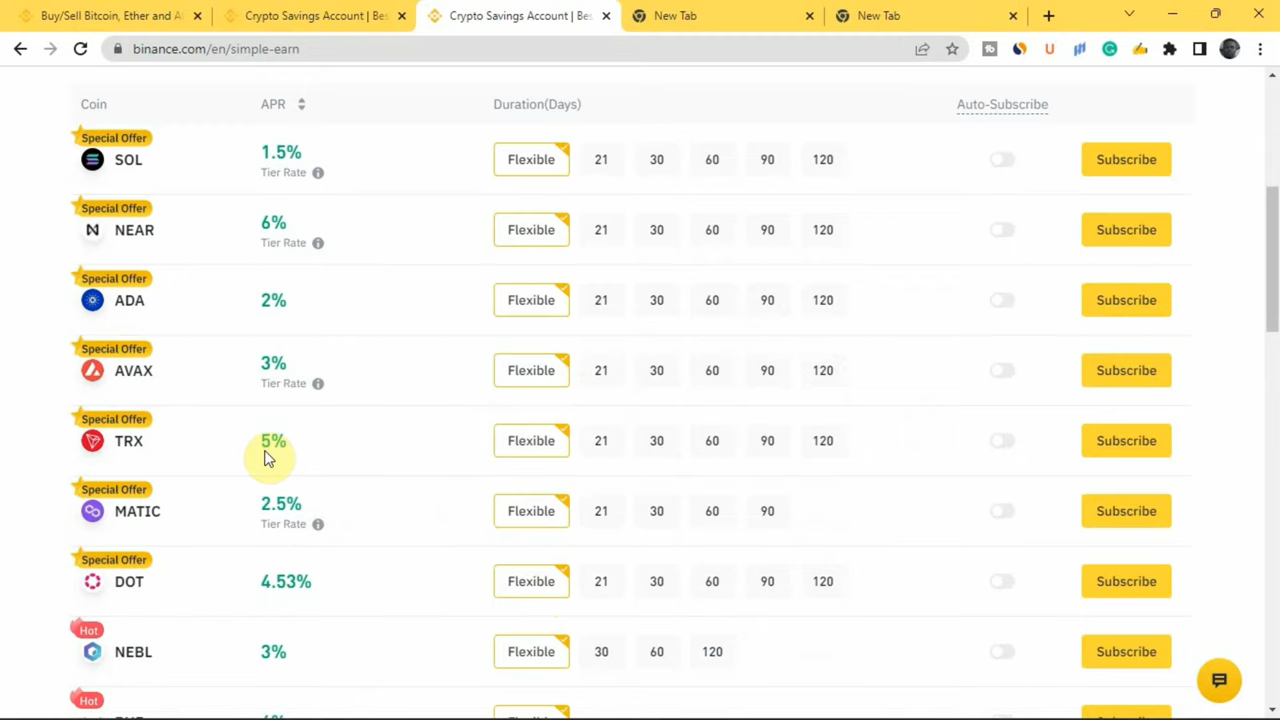 Buy/Sell Bitcoin, Ether and Al
Crypto Savings Account | Bes
Crypto Savings Account | Bes
New Tab
New Tab
binance.com/en/simple-earn
Coin APR Duration(Days) Auto-Subscribe
Special Offer
SOL 1.5% Flexible 21 30 60 90 120 Subscribe
Tier Rate
Special Offer
NEAR 6% Flexible 21 30 60 90 120 Subscribe
Tier Rate
Special Offer
ADA 2% Flexible 21 30 60 90 120 Subscribe
Special Offer
AVAX 3% Flexible 21 30 60 90 120 Subscribe
Tier Rate
Special Offer
TRX 5% Flexible 21 30 60 90 120 Subscribe
Special Offer
MATIC 2.5% Flexible 21 30 60 90 Subscribe
Tier Rate
Special Offer
DOT 4.53% Flexible 21 30 60 90 120 Subscribe
Hot
NEBL 3% Flexible 30 60 120 Subscribe
Hot